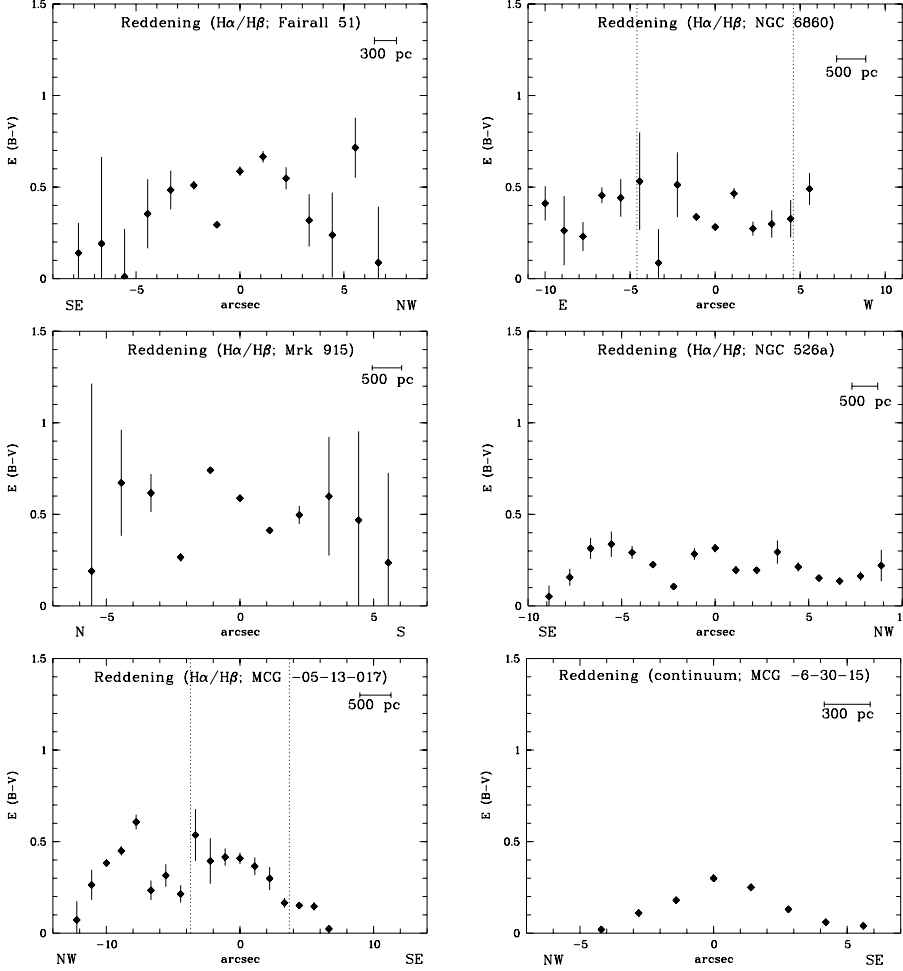 Reddening (Hα/Hβ; Fairall 51)
300 pc
E (B-V)
1.5
1
0.5
0
-5 0 5
SE arcsec NW
Reddening (Hα/Hβ; NGC 6860)
500 pc
E (B-V)
1.5
1
0.5
0
-10 -5 0 5 10
E arcsec W
Reddening (Hα/Hβ; Mrk 915)
500 pc
E (B-V)
1.5
1
0.5
0
-5 0 5
N arcsec S
Reddening (Hα/Hβ; NGC 526a)
500 pc
E (B-V)
1.5
1
0.5
0
-10 -5 0 5 1
SE arcsec NW
Reddening (Hα/Hβ; MCG -05-13-017)
500 pc
E (B-V)
1.5
1
0.5
0
-10 0 10
NW arcsec SE
Reddening (continuum; MCG -6-30-15)
300 pc
E (B-V)
1.5
1
0.5
0
-5 0 5
NW arcsec SE